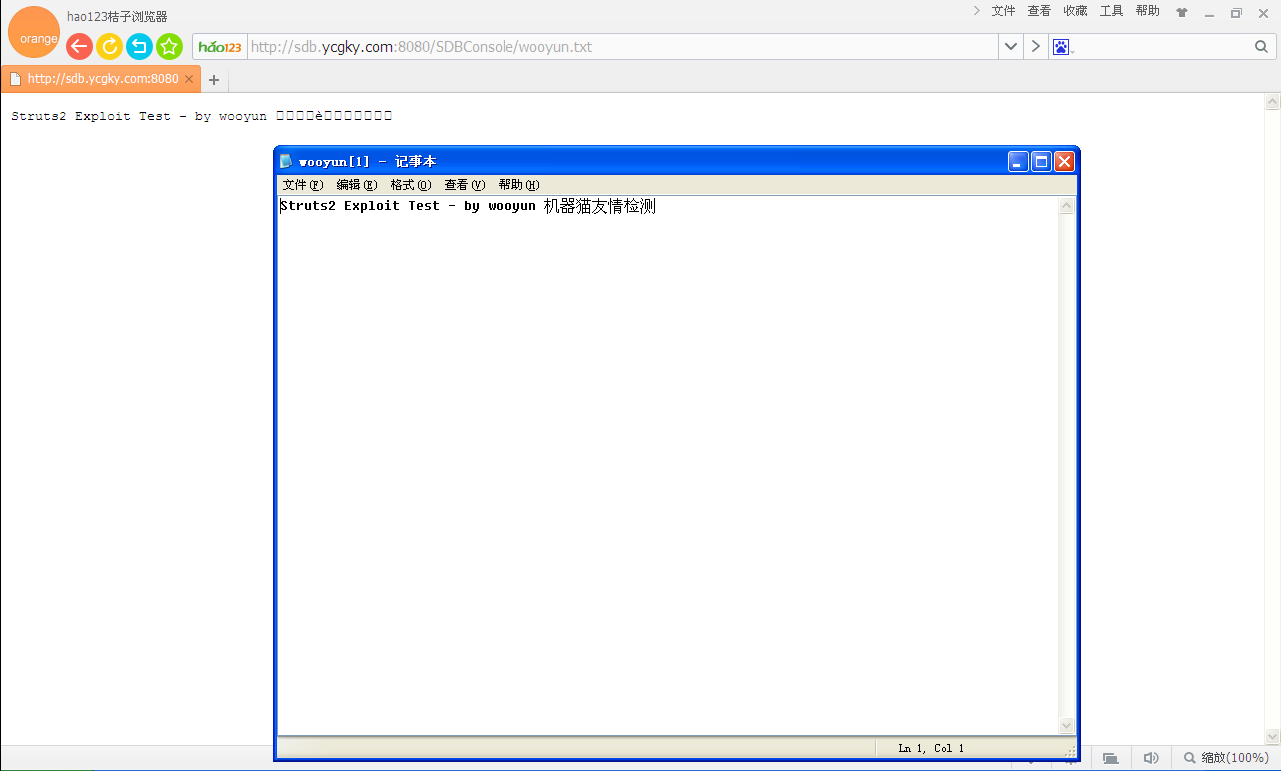 hao123桔子浏览器
文件 查看 收藏 工具 帮助
orange
hao123 http://sdb.ycgky.com:8080/SDBConsole/wooyun.txt
http://sdb.ycgky.com:8080
Struts2 Exploit Test - by wooyun
wooyun[1] - 记事本
文件(F) 编辑(E) 格式(O) 查看(V) 帮助(H)
Struts2 Exploit Test - by wooyun 机器猫友情检测
Ln 1, Col 1
缩放(100%)